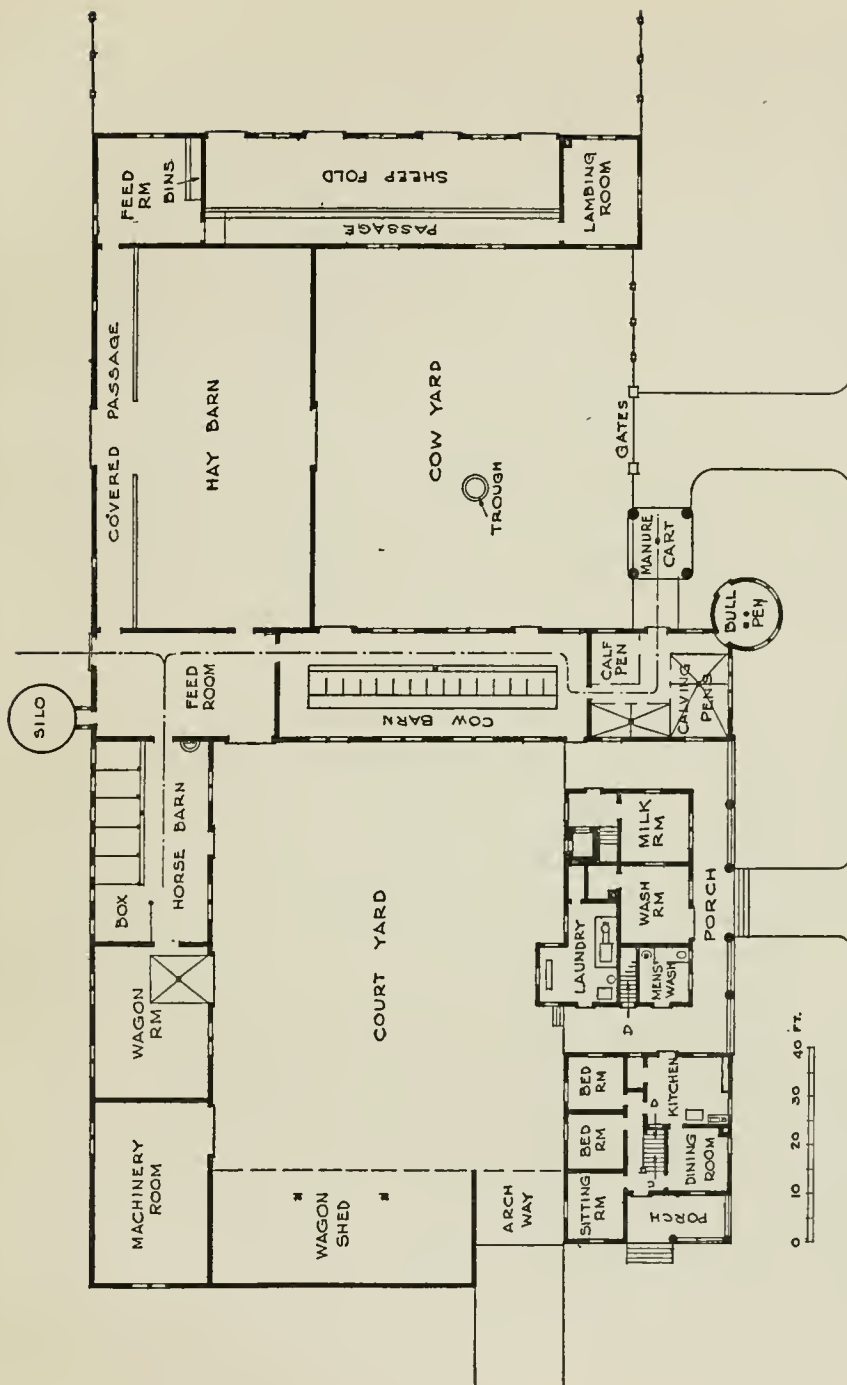 SILO
FEED
RM
BINS
SHEEP FOLD
PASSAGE
LAMBING
ROOM
COVERED PASSAGE
HAY BARN
COW YARD
TROUGH
GATES
MANURE
CART
BULL
PEN
FEED
ROOM
COW BARN
CALF
PEN
CALVING
PENS
HORSE BARN
BOX
WAGON
RM
MACHINERY
ROOM
COURT YARD
WAGON
SHED
ARCH
WAY
MILK
RM
WASH
RM
LAUNDRY
MENS'
WASH
D
PORCH
BED
RM
BED
RM
SITTING
RM
KITCHEN
D
U
DINING
ROOM
PORCH
0 10 20 30 40 FT.